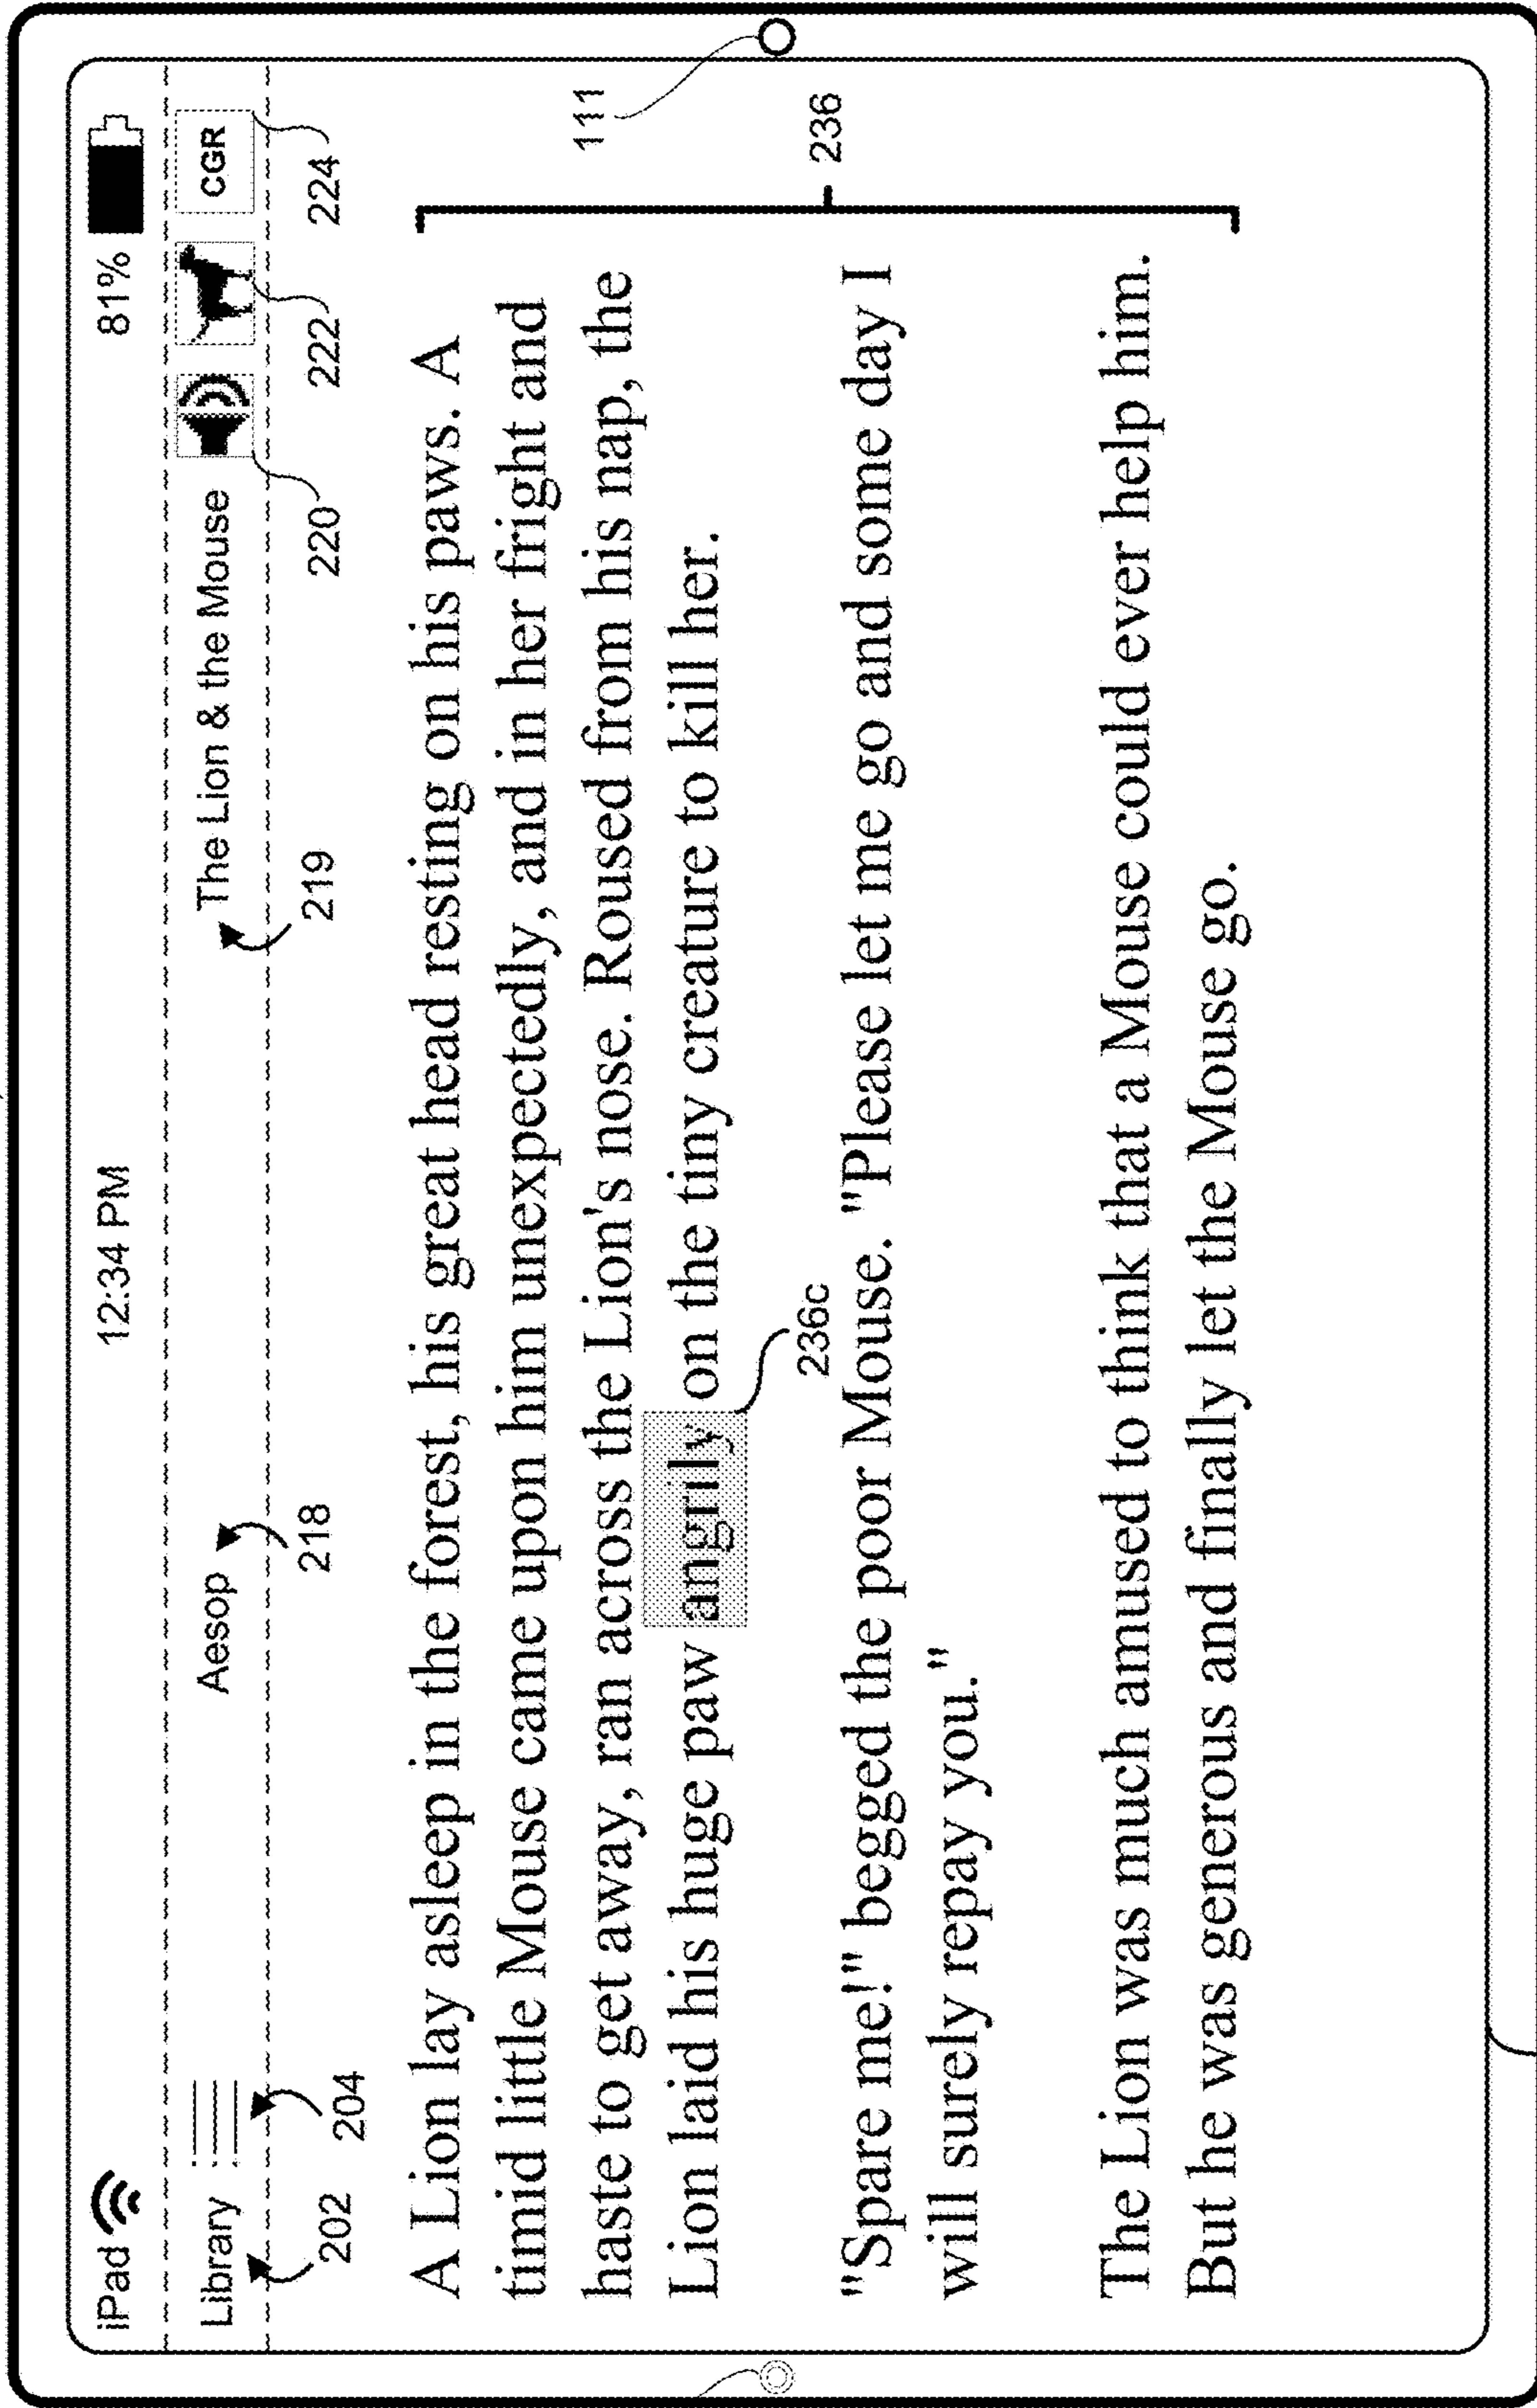 iPad 12:34 PM 81%
Library Aesop The Lion & the Mouse CGR
202 204 218 219 220 222 224
A Lion lay asleep in the forest, his great head resting on his paws. A
timid little Mouse came upon him unexpectedly, and in her fright and
haste to get away, ran across the Lion's nose. Roused from his nap, the
Lion laid his huge paw angrily on the tiny creature to kill her.
111
236c
236
"Spare me!" begged the poor Mouse. "Please let me go and some day I
will surely repay you."
The Lion was much amused to think that a Mouse could ever help him.
But he was generous and finally let the Mouse go.